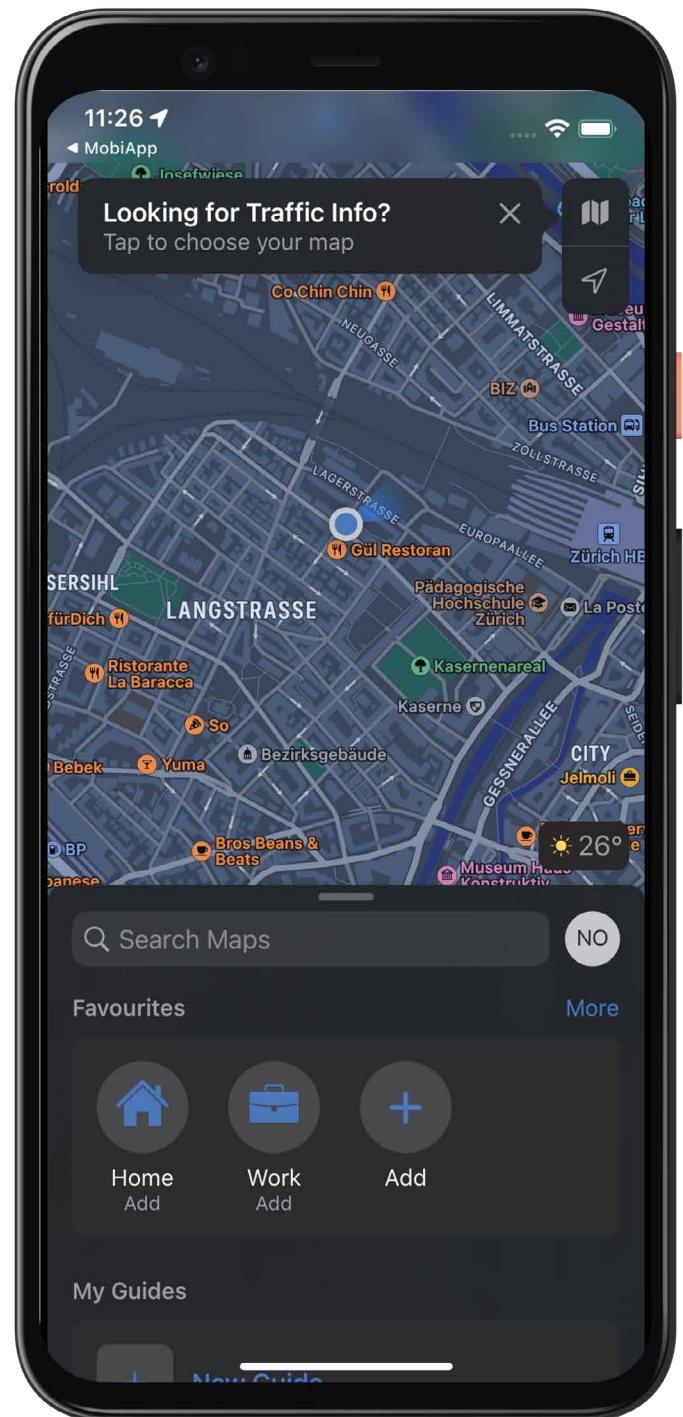 11:26
MobiApp
Josefwiese
Looking for Traffic Info?
Tap to choose your map
Co Chin Chin
LIMMATSTRASSE
Gestalt
NEUGASSE
BIZ
Bus Station
ZOLLSTRASSE
LAGERSTRASSE
EUROPAALLEE
Gül Restoran
Zürich HB
SERSIHL
LANGSTRASSE
Pädagogische
Hochschule
Zürich
La Poste
fürDich
Ristorante
La Baracca
Kasernenareal
Kaserne
So
Bezirksgebäude
GESSNERALLEE
CITY
Bebek
Yuma
Jelmoli
BP
Bros Beans &
Beats
26°
Museum Haus
Konstruktiv
Search Maps
NO
Favourites
More
Home
Work
Add
Add
Add
My Guides
New Guide